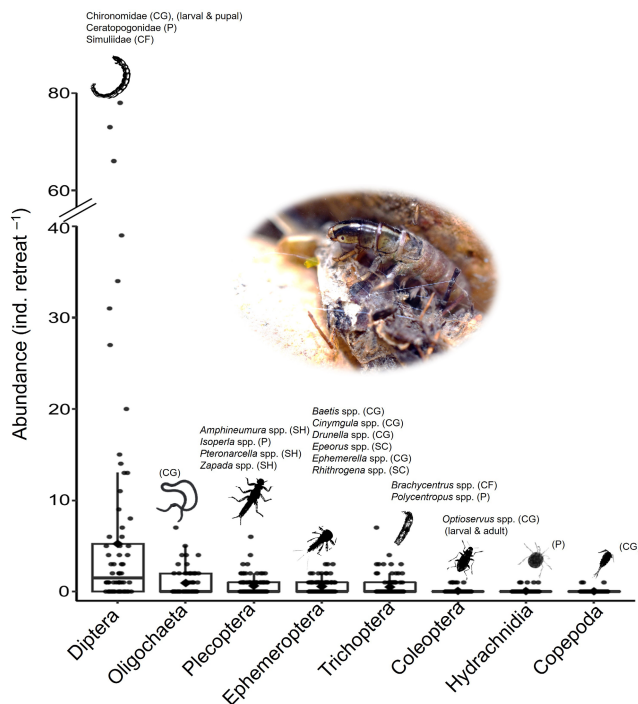 Chironomidae (CG), (larval & pupal)
Ceratopogonidae (P)
Simuliidae (CF)
80
60
40
30
20
10
0
Abundance (ind. retreat ⁻¹)
(CG)
Amphineumura spp. (SH)
Isoperla spp. (P)
Pteronarcella spp. (SH)
Zapada spp. (SH)
Baetis spp. (CG)
Cinymgula spp. (CG)
Drunella spp. (CG)
Epeorus spp. (SC)
Ephemerella spp. (CG)
Rhithrogena spp. (SC)
Brachycentrus spp. (CF)
Polycentropus spp. (P)
Optioservus spp. (CG)
(larval & adult)
(P)
(CG)
Diptera
Oligochaeta
Plecoptera
Ephemeroptera
Trichoptera
Coleoptera
Hydrachnidia
Copepoda